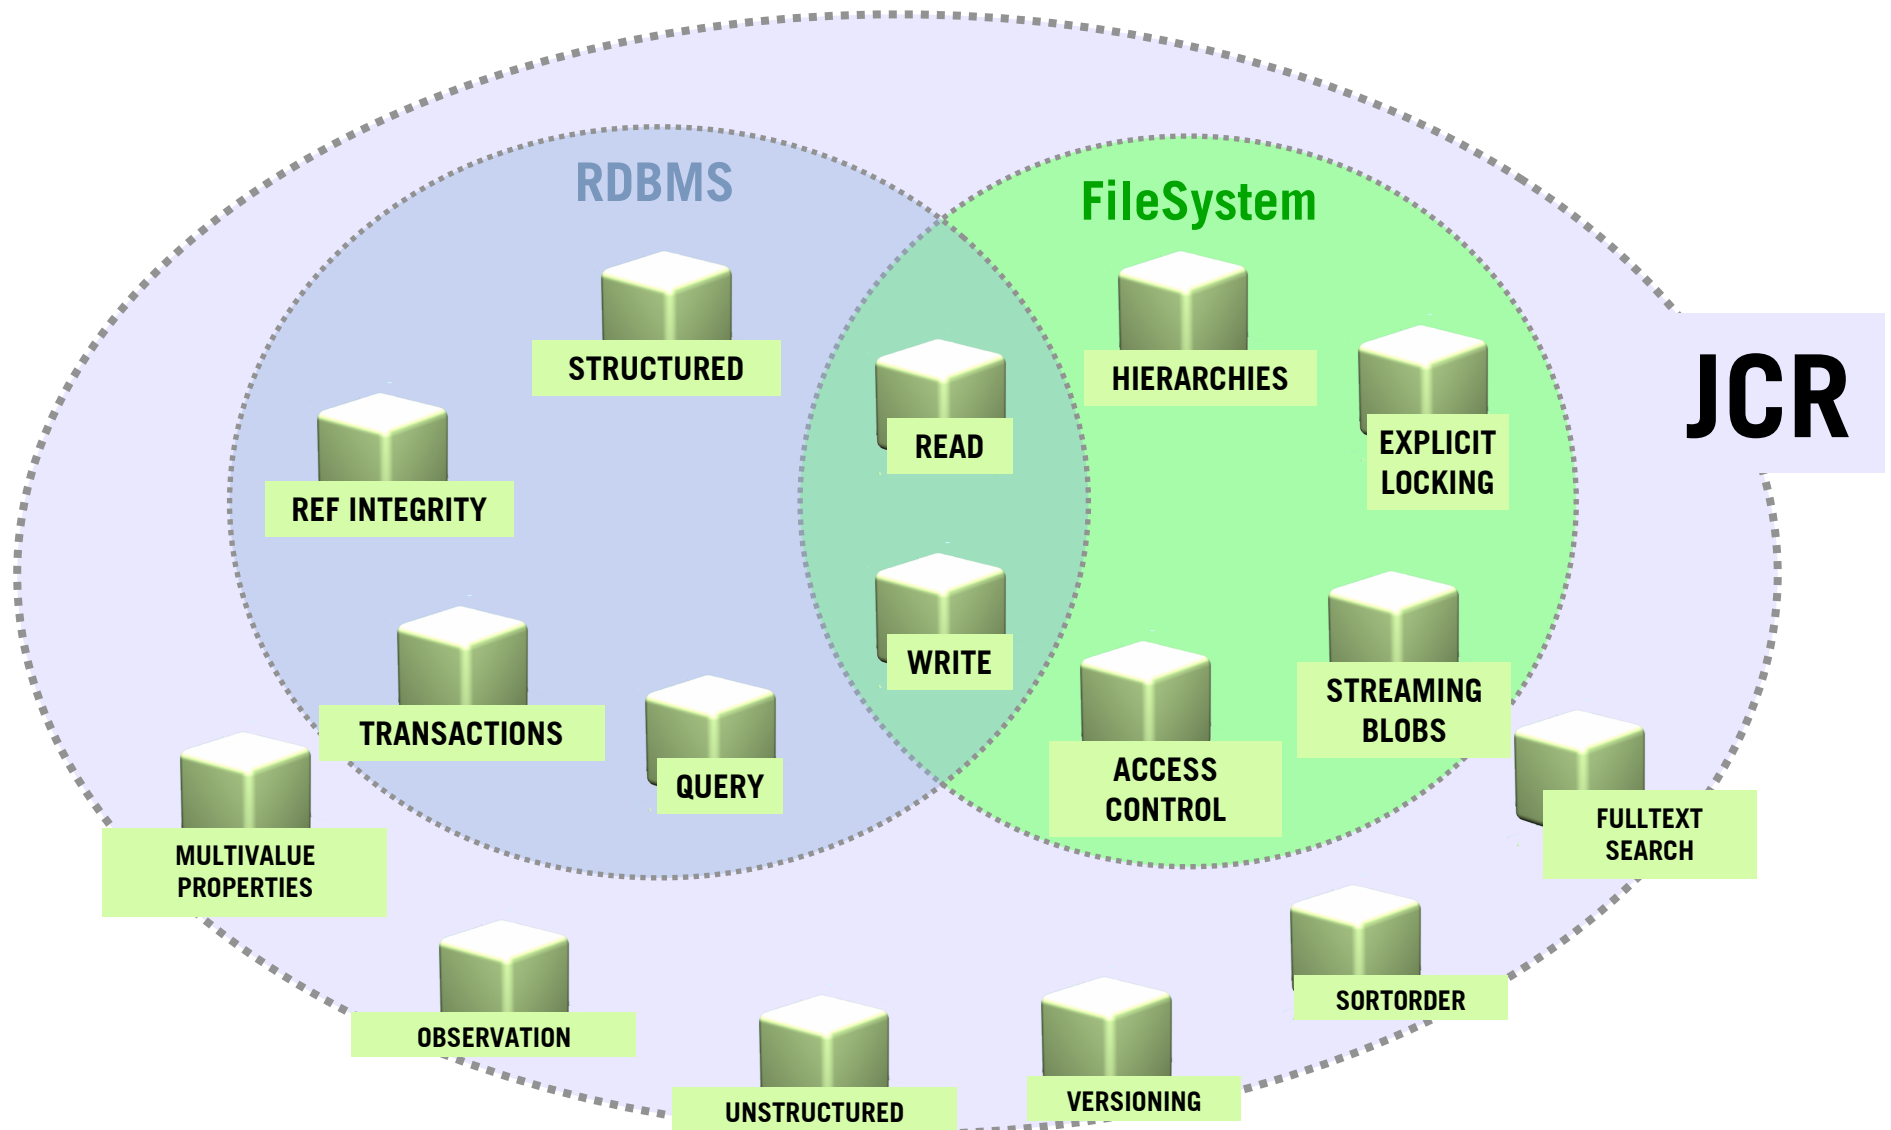 RDBMS
FileSystem
STRUCTURED
HIERARCHIES
JCR
READ
EXPLICIT
LOCKING
REF INTEGRITY
WRITE
STREAMING
BLOBS
TRANSACTIONS
QUERY
ACCESS
CONTROL
MULTIVALUE
PROPERTIES
FULLTEXT
SEARCH
OBSERVATION
SORTORDER
UNSTRUCTURED
VERSIONING